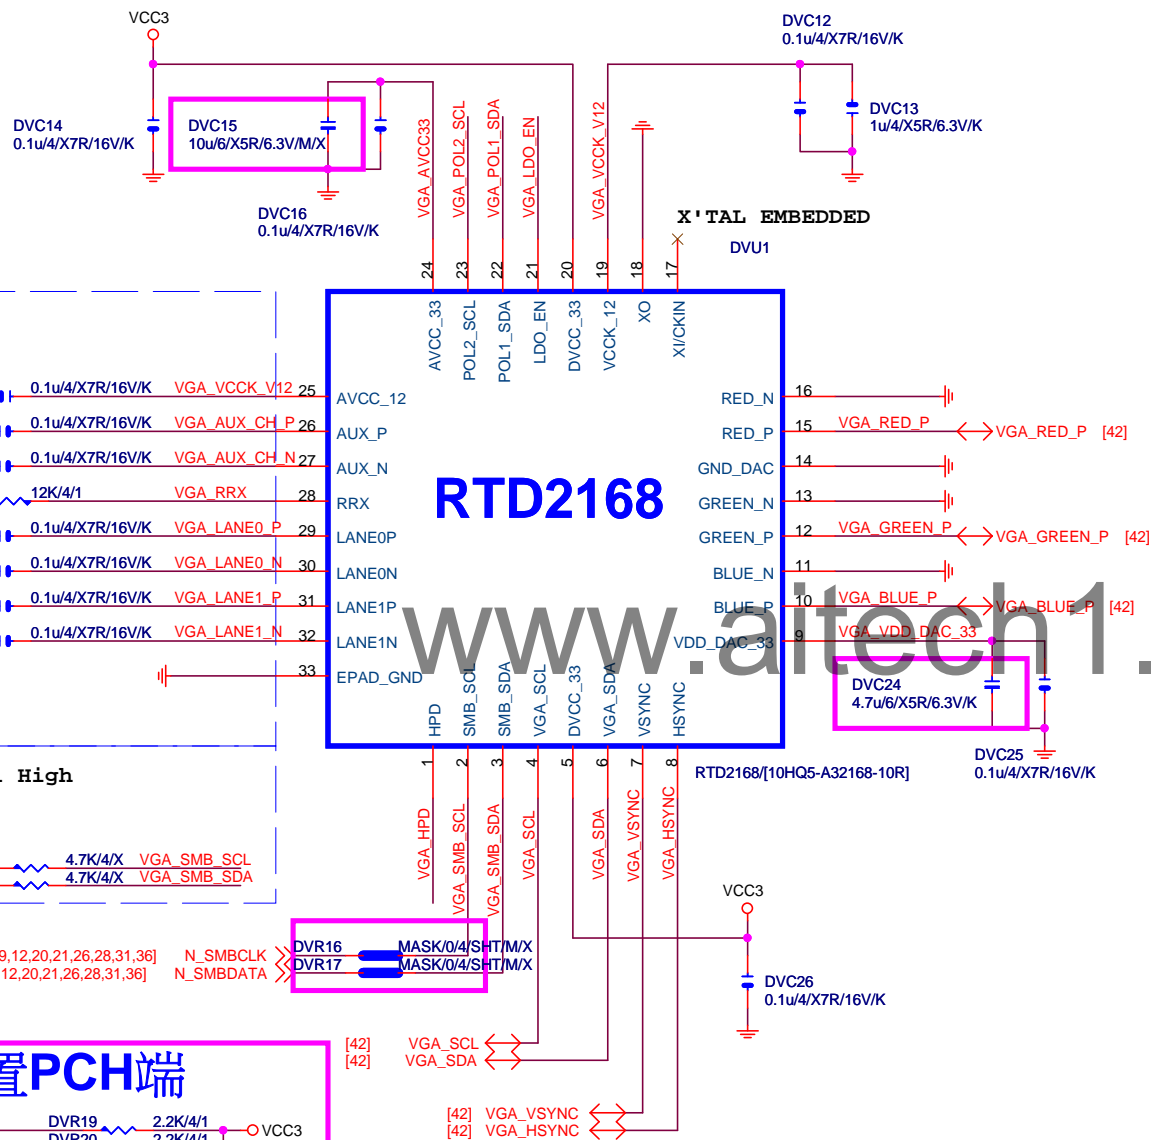 VCC3
DVC12
0.1u/4/X7R/16V/K
DVC14
0.1u/4/X7R/16V/K
DVC15
10u/6/X5R/6.3V/M/X
DVC13
1u/4/X5R/6.3V/K
DVC16
0.1u/4/X7R/16V/K
VGA_AVCC33
VGA_POL2_SCL
VGA_POL1_SDA
VGA_LDO_EN
VGA_VCCK_V12
X'TAL EMBEDDED
DVU1
24
23
22
21
20
19
18
17
AVCC_33
POL2_SCL
POL1_SDA
LDO_EN
DVCC_33
VCCK_12
XO
XI/CKIN
0.1u/4/X7R/16V/K VGA_VCCK_V12 25 AVCC_12
0.1u/4/X7R/16V/K VGA_AUX_CH_P 26 AUX_P
0.1u/4/X7R/16V/K VGA_AUX_CH_N 27 AUX_N
12K/4/1 VGA_RRX 28 RRX
0.1u/4/X7R/16V/K VGA_LANE0_P 29 LANE0P
0.1u/4/X7R/16V/K VGA_LANE0_N 30 LANE0N
0.1u/4/X7R/16V/K VGA_LANE1_P 31 LANE1P
0.1u/4/X7R/16V/K VGA_LANE1_N 32 LANE1N
33 EPAD_GND
RTD2168
RED_N 16
RED_P 15 VGA_RED_P VGA_RED_P [42]
GND_DAC 14
GREEN_N 13
GREEN_P 12 VGA_GREEN_P VGA_GREEN_P [42]
BLUE_N 11
BLUE_P 10 VGA_BLUE_P VGA_BLUE_P [42]
VDD_DAC_33 9 VGA_VDD_DAC_33
www.aitech1.
DVC24
4.7u/6/X5R/6.3V/K
DVC25
0.1u/4/X7R/16V/K
HPD
SMB_SCL
SMB_SDA
VGA_SCL
DVCC_33
VGA_SDA
VSYNC
HSYNC
1
2
3
4
5
6
7
8
RTD2168/[10HQ5-A32168-10R]
VGA_HPD
VGA_SMB_SCL
VGA_SMB_SDA
VGA_SCL
VGA_SDA
VGA_VSYNC
VGA_HSYNC
High
4.7K/4/X VGA_SMB_SCL
4.7K/4/X VGA_SMB_SDA
VCC3
DVC26
0.1u/4/X7R/16V/K
9,12,20,21,26,28,31,36] N_SMBCLK DVR16 MASK/0/4/SHT/M/X
12,20,21,26,28,31,36] N_SMBDATA DVR17 MASK/0/4/SHT/M/X
[42] VGA_SCL
[42] VGA_SDA
[42] VGA_VSYNC
[42] VGA_HSYNC
置PCH端
DVR19 2.2K/4/1 VCC3
DVR20 2.2K/4/1